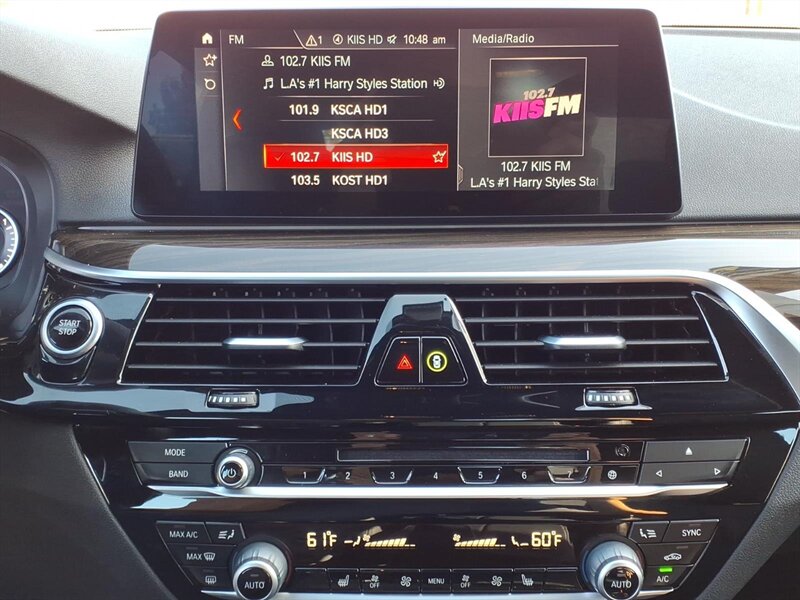 FM 1 KIIS HD 10:48 am Media/Radio
102.7 KIIS FM
L.A's #1 Harry Styles Station
101.9 KSCA HD1
KSCA HD3
102.7 KIIS HD
103.5 KOST HD1
102.7
KIISFM
102.7 KIIS FM
L.A's #1 Harry Styles Sta
START
STOP
MODE
BAND
1 2 3 4 5 6 7
MAX A/C
MAX
61°F
60°F
SYNC
A/C
AUTO
OFF
MENU
OFF
AUTO